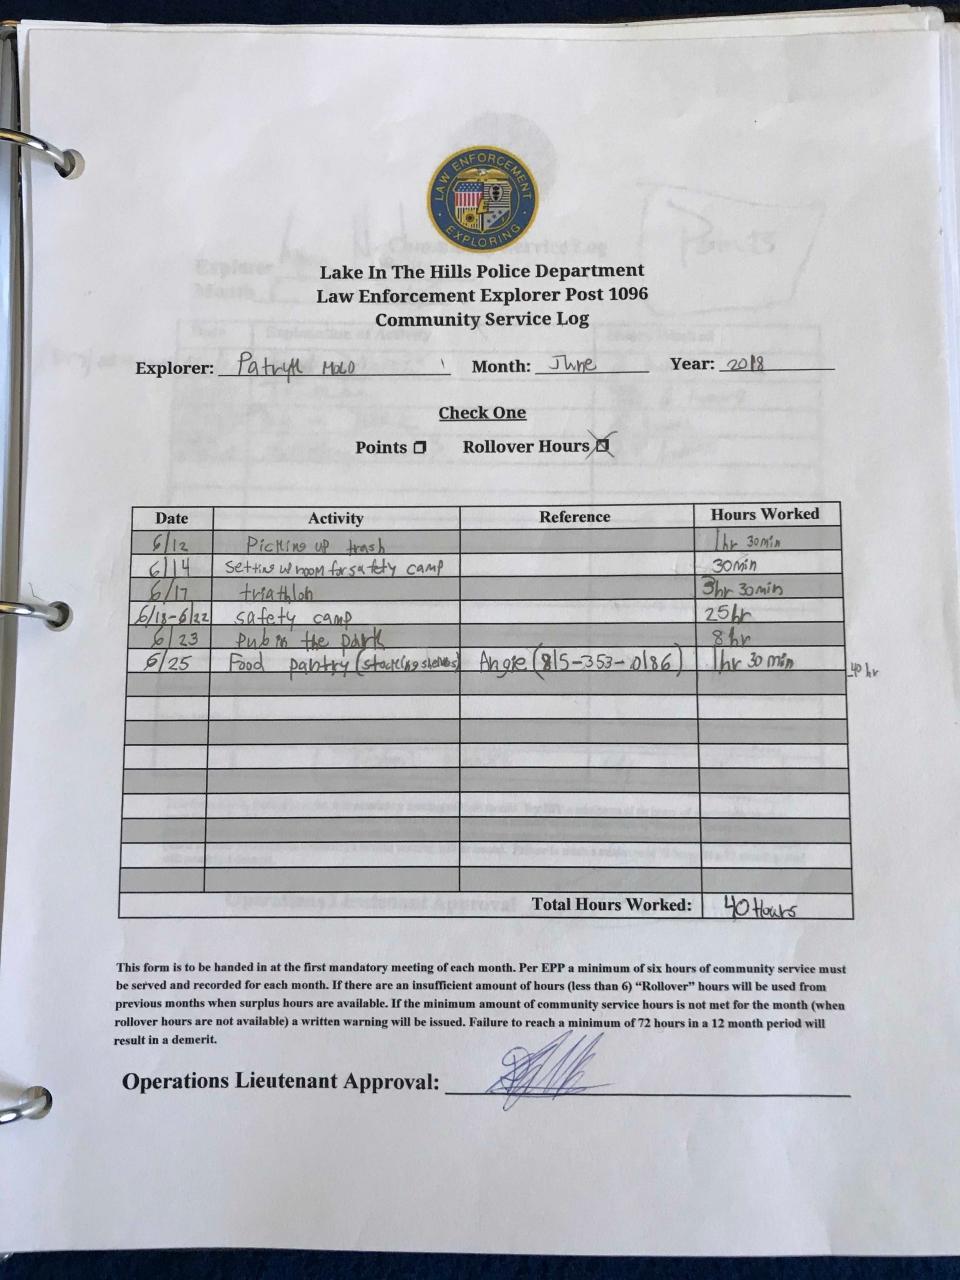 LAW ENFORCEMENT
EXPLORING
Lake In The Hills Police Department
Law Enforcement Explorer Post 1096
Community Service Log
Explorer: Patryk Month: June Year: 2018
Check One
Points Rollover Hours
Date Activity Reference Hours Worked
6/12 Picking up trash 1hr 30min
6/14 Setting up room for safety camp 30min
6/17 triathlon 3hr 30min
6/18-6/22 safety camp 25hr
6/23 pub in the park 8hr
6/25 Food pantry (stacking shelves) Angie (815-353-0186) 1hr 30 min
40 hr
Total Hours Worked: 40 Hours
This form is to be handed in at the first mandatory meeting of each month. Per EPP a minimum of six hours of community service must
be served and recorded for each month. If there are an insufficient amount of hours (less than 6) “Rollover” hours will be used from
previous months when surplus hours are available. If the minimum amount of community service hours is not met for the month (when
rollover hours are not available) a written warning will be issued. Failure to reach a minimum of 72 hours in a 12 month period will
result in a demerit.
Operations Lieutenant Approval: